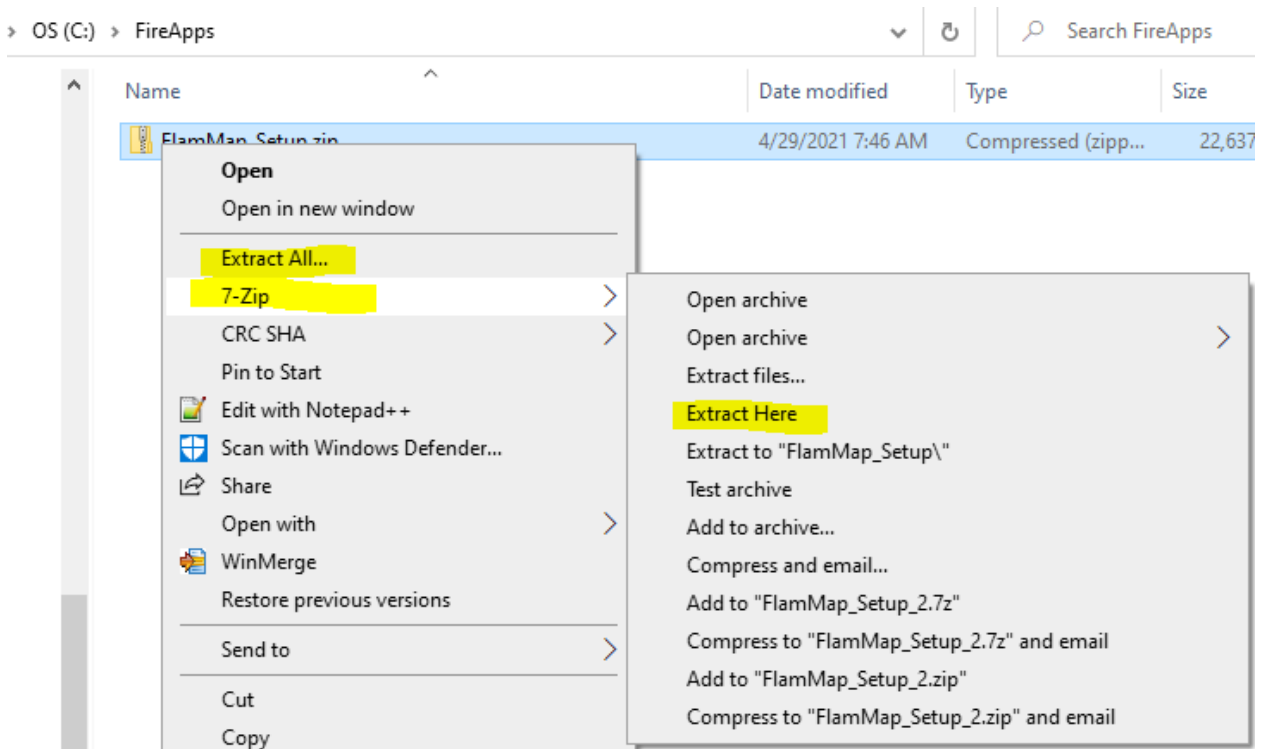 OS (C:) > FireApps
Search FireApps
Name Date modified Type Size
FlamMap_Setup.zip 4/29/2021 7:46 AM Compressed (zipp... 22,637
Open
Open in new window
Extract All...
7-Zip
CRC SHA
Pin to Start
Edit with Notepad++
Scan with Windows Defender...
Share
Open with
WinMerge
Restore previous versions
Send to
Cut
Copy
Open archive
Open archive
Extract files...
Extract Here
Extract to "FlamMap_Setup\"
Test archive
Add to archive...
Compress and email...
Add to "FlamMap_Setup_2.7z"
Compress to "FlamMap_Setup_2.7z" and email
Add to "FlamMap_Setup_2.zip"
Compress to "FlamMap_Setup_2.zip" and email